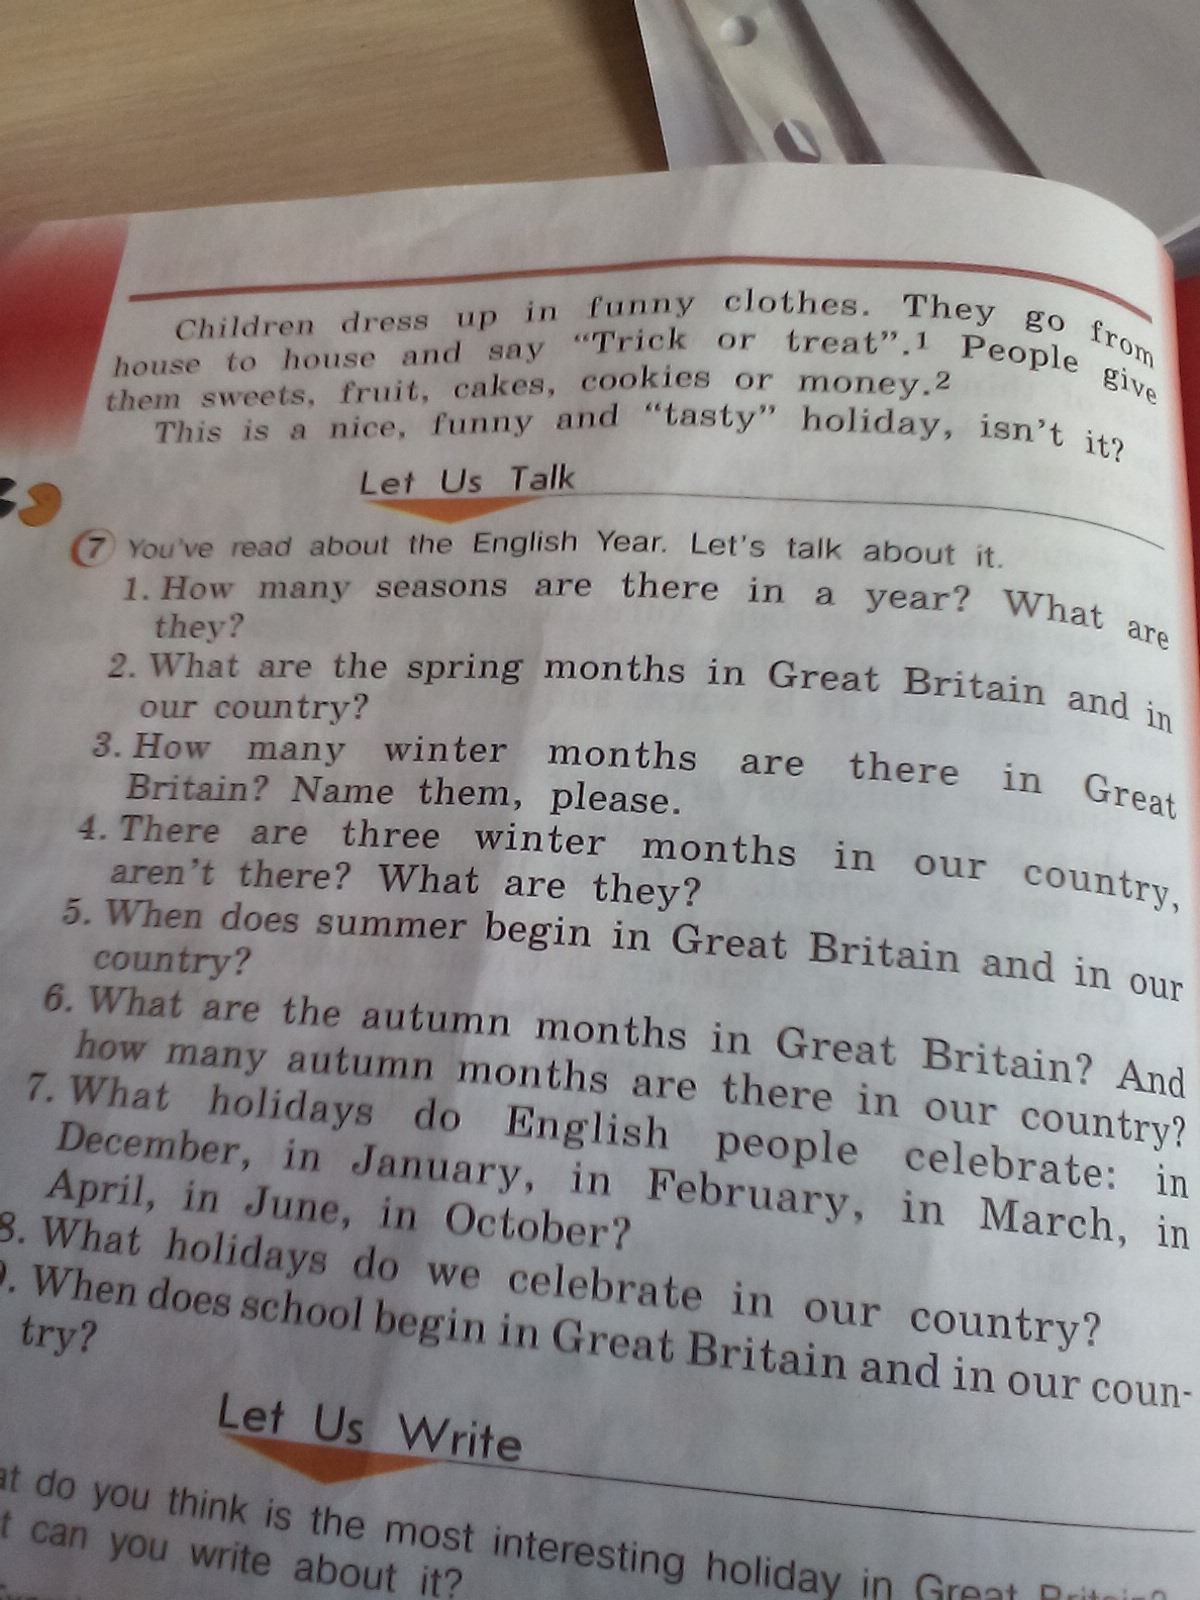 Children dress up in funny clothes. They go from
house to house and say “Trick or treat”.¹ People give
them sweets, fruit, cakes, cookies or money.²
This is a nice, funny and “tasty” holiday, isn’t it?
Let Us Talk
7 You’ve read about the English Year. Let’s talk about it.
1. How many seasons are there in a year? What are
they?
2. What are the spring months in Great Britain and in
our country?
3. How many winter months are there in Great
Britain? Name them, please.
4. There are three winter months in our country,
aren’t there? What are they?
5. When does summer begin in Great Britain and in our
country?
6. What are the autumn months in Great Britain? And
how many autumn months are there in our country?
7. What holidays do English people celebrate: in
December, in January, in February, in March, in
April, in June, in October?
8. What holidays do we celebrate in our country?
. When does school begin in Great Britain and in our coun-
try?
Let Us Write
at do you think is the most interesting holiday in Great Britain?
t can you write about it?